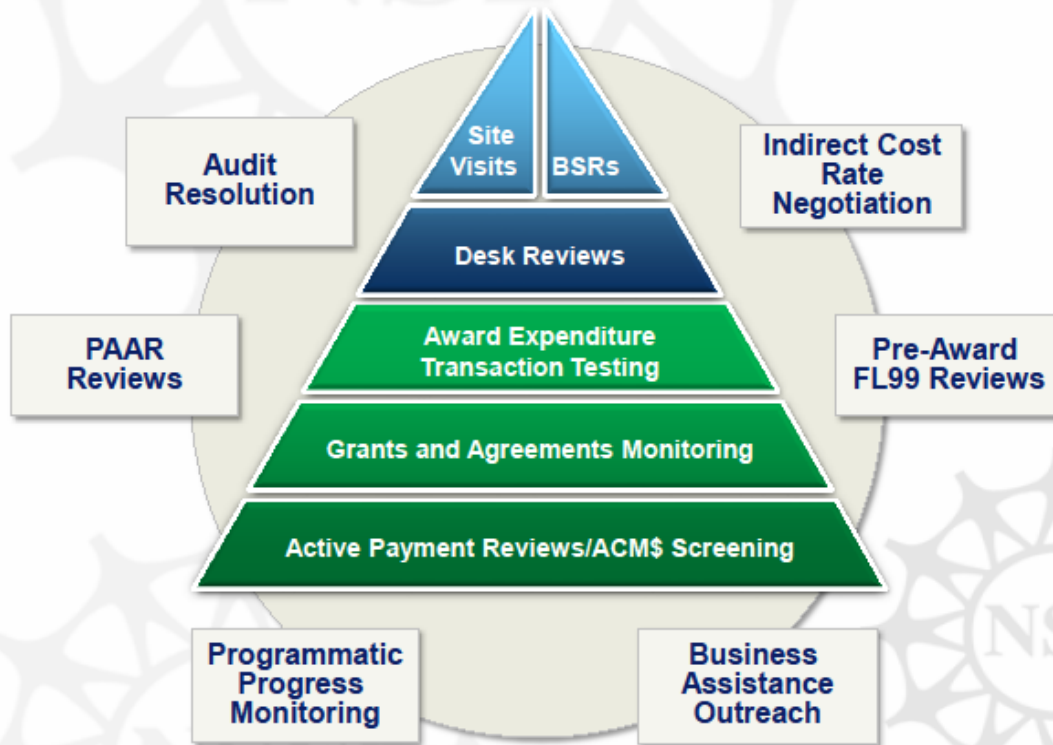 Site
Visits
BSRs
Audit
Resolution
Indirect Cost
Rate
Negotiation
Desk Reviews
PAAR
Reviews
Award Expenditure
Transaction Testing
Pre-Award
FL99 Reviews
Grants and Agreements Monitoring
Active Payment Reviews/ACM$ Screening
Programmatic
Progress
Monitoring
Business
Assistance
Outreach